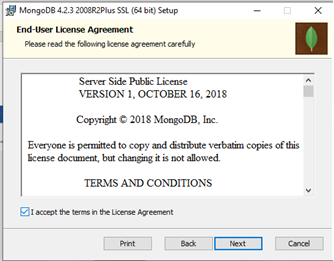 MongoDB 4.2.3 2008R2Plus SSL (64 bit) Setup
End-User License Agreement
Please read the following license agreement carefully
Server Side Public License
VERSION 1, OCTOBER 16, 2018
Copyright © 2018 MongoDB, Inc.
Everyone is permitted to copy and distribute verbatim copies of this
license document, but changing it is not allowed.
TERMS AND CONDITIONS
I accept the terms in the License Agreement
Print Back Next Cancel